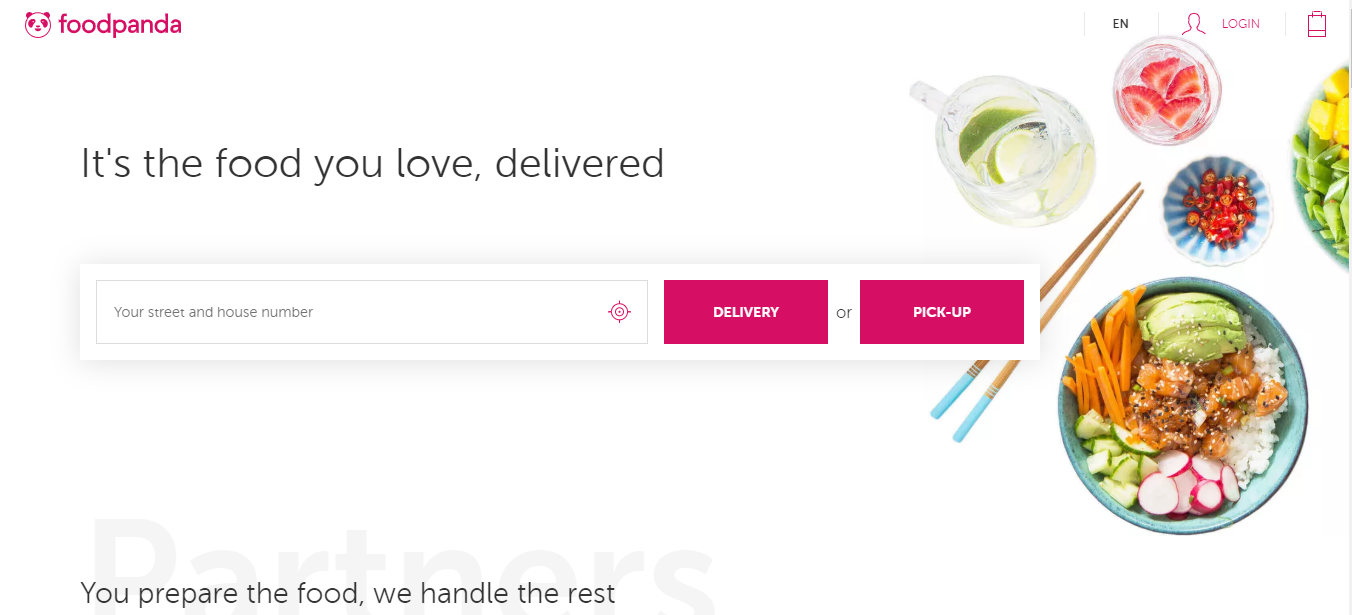 foodpanda
EN
LOGIN
It's the food you love, delivered
Your street and house number
DELIVERY
or
PICK-UP
Partners
You prepare the food, we handle the rest